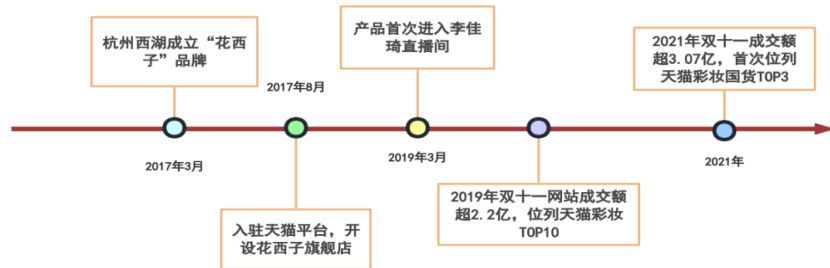 杭州西湖成立“花西
子”品牌
2017年3月
2017年8月
入驻天猫平台，开
设花西子旗舰店
产品首次进入李佳
琦直播间
2019年3月
2019年双十一网站成交额
超2.2亿，位列天猫彩妆
TOP10
2021年双十一成交额
超3.07亿，首次位列
天猫彩妆国货TOP3
2021年